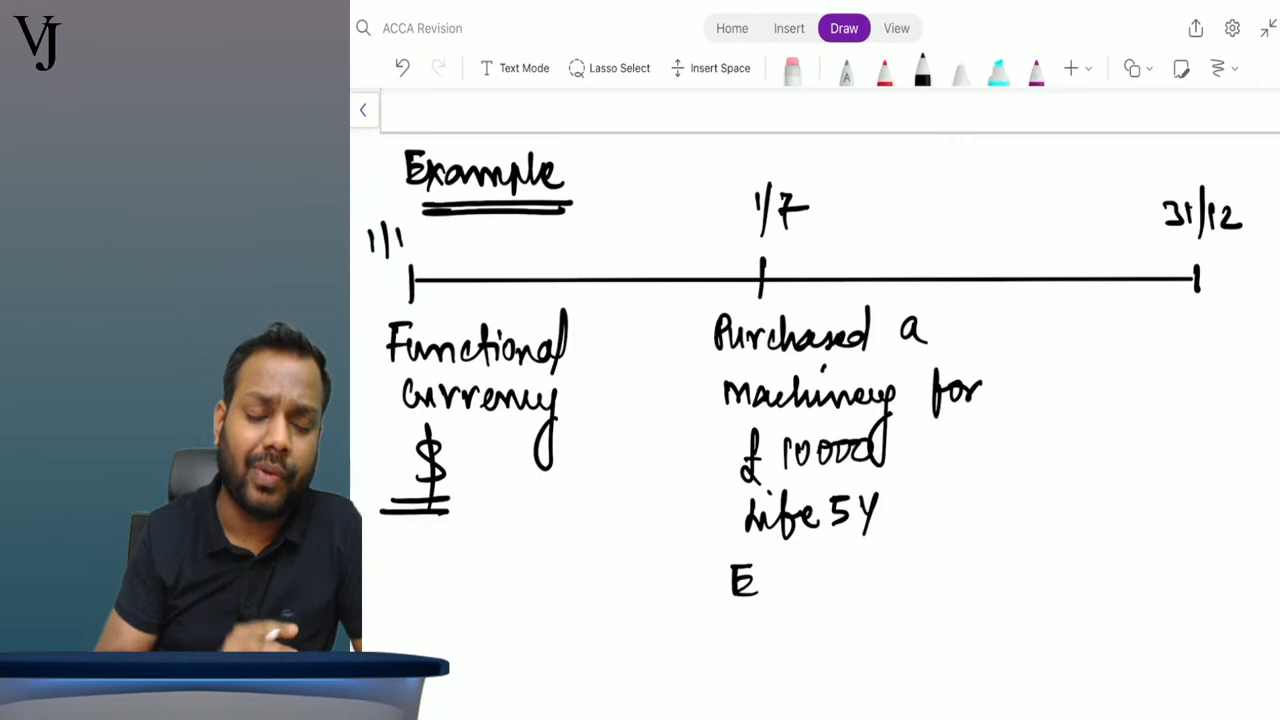 VJ
ACCA Revision
Home Insert Draw View
Text Mode Lasso Select Insert Space
Example
1/1 1/7 31/12
Functional
currency
$
Purchased a
Machinery for
£ 10000
Life 5Y
E